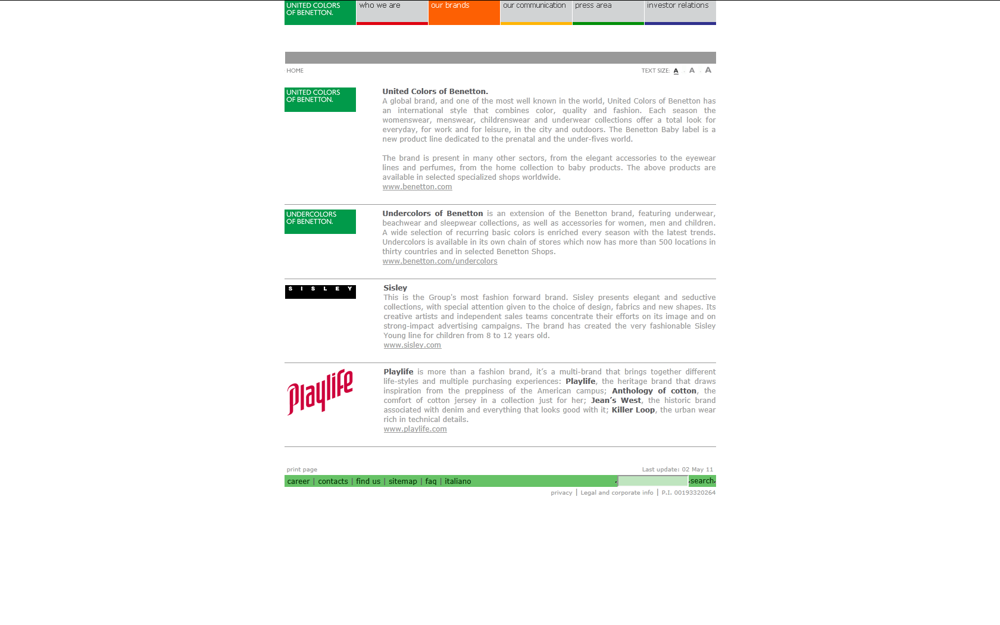 UNITED COLORS
OF BENETTON.
who we are
our brands
our communication
press area
investor relations
HOME
TEXT SIZE: A - A - A
UNITED COLORS
OF BENETTON.
United Colors of Benetton.
A global brand, and one of the most well known in the world, United Colors of Benetton has
an international style that combines color, quality and fashion. Each season the
womenswear, menswear, childrenswear and underwear collections offer a total look for
everyday, for work and for leisure, in the city and outdoors. The Benetton Baby label is a
new product line dedicated to the prenatal and the under-fives world.
The brand is present in many other sectors, from the elegant accessories to the eyewear
lines and perfumes, from the home collection to baby products. The above products are
available in selected specialized shops worldwide.
www.benetton.com
UNDERCOLORS
OF BENETTON.
Undercolors of Benetton is an extension of the Benetton brand, featuring underwear,
beachwear and sleepwear collections, as well as accessories for women, men and children.
A wide selection of recurring basic colors is enriched every season with the latest trends.
Undercolors is available in its own chain of stores which now has more than 500 locations in
thirty countries and in selected Benetton Shops.
www.benetton.com/undercolors
SISLEY
Sisley
This is the Group's most fashion forward brand. Sisley presents elegant and seductive
collections, with special attention given to the choice of design, fabrics and new shapes. Its
creative artists and independent sales teams concentrate their efforts on its image and on
strong-impact advertising campaigns. The brand has created the very fashionable Sisley
Young line for children from 8 to 12 years old.
www.sisley.com
Playlife
Playlife is more than a fashion brand, it’s a multi-brand that brings together different
life-styles and multiple purchasing experiences: Playlife, the heritage brand that draws
inspiration from the preppiness of the American campus; Anthology of cotton, the
comfort of cotton jersey in a collection just for her; Jean’s West, the historic brand
associated with denim and everything that looks good with it; Killer Loop, the urban wear
rich in technical details.
www.playlife.com
print page
Last update: 02 May 11
career | contacts | find us | sitemap | faq | italiano
search
privacy | Legal and corporate info | P.I. 00193320264